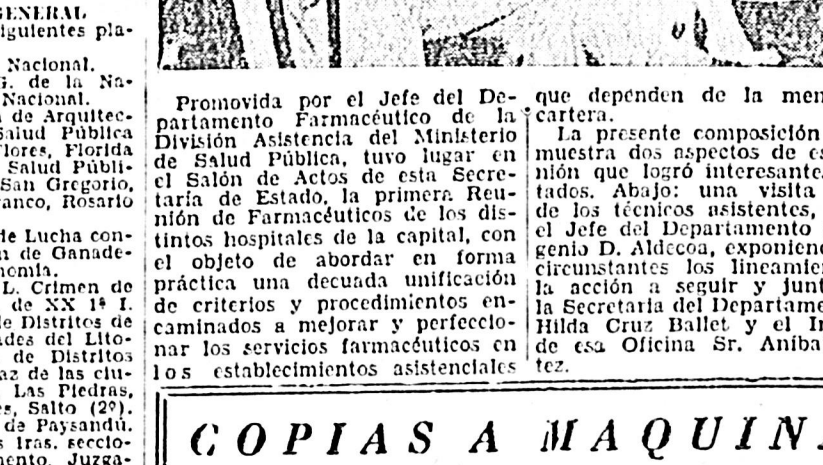 GENERAL
siguientes pla-
Nacional.
G. de la Na-
Nacional.
de Arquitec-
Salud Pública
Flores, Florida
Salud Públi-
San Gregorio,
ranco, Rosario
de Lucha con-
n de Ganade-
nomía.
L. Crimen de
de XX 1ª I.
de Distritos de
ades del Lito-
de Distritos
az de las ciu-
Las Piedras,
es, Salto (2º).
de Paysandú.
s 1ras. seccio-
mento. Juzga-
Promovida por el Jefe del De-
partamento Farmacéutico de la
División Asistencia del Ministerio
de Salud Pública, tuvo lugar en
el Salón de Actos de esta Secre-
taría de Estado, la primera Reu-
nión de Farmacéuticos de los dis-
tintos hospitales de la capital, con
el objeto de abordar en forma
práctica una decuada unificación
de criterios y procedimientos en-
caminados a mejorar y perfeccio-
nar los servicios farmacéuticos en
los establecimientos asistenciales
que dependen de la men
cartera.
La presente composición
muestra dos aspectos de es
nión que logró interesante
tados. Abajo: una visita
de los técnicos asistentes,
el Jefe del Departamento
genio D. Aldecoa, exponien
circunstantes los lineamie
la acción a seguir y junt
la Secretaria del Departame
Hilda Cruz Ballet y el In
de esa Oficina Sr. Aníba
tez.
COPIAS A MAQUIN